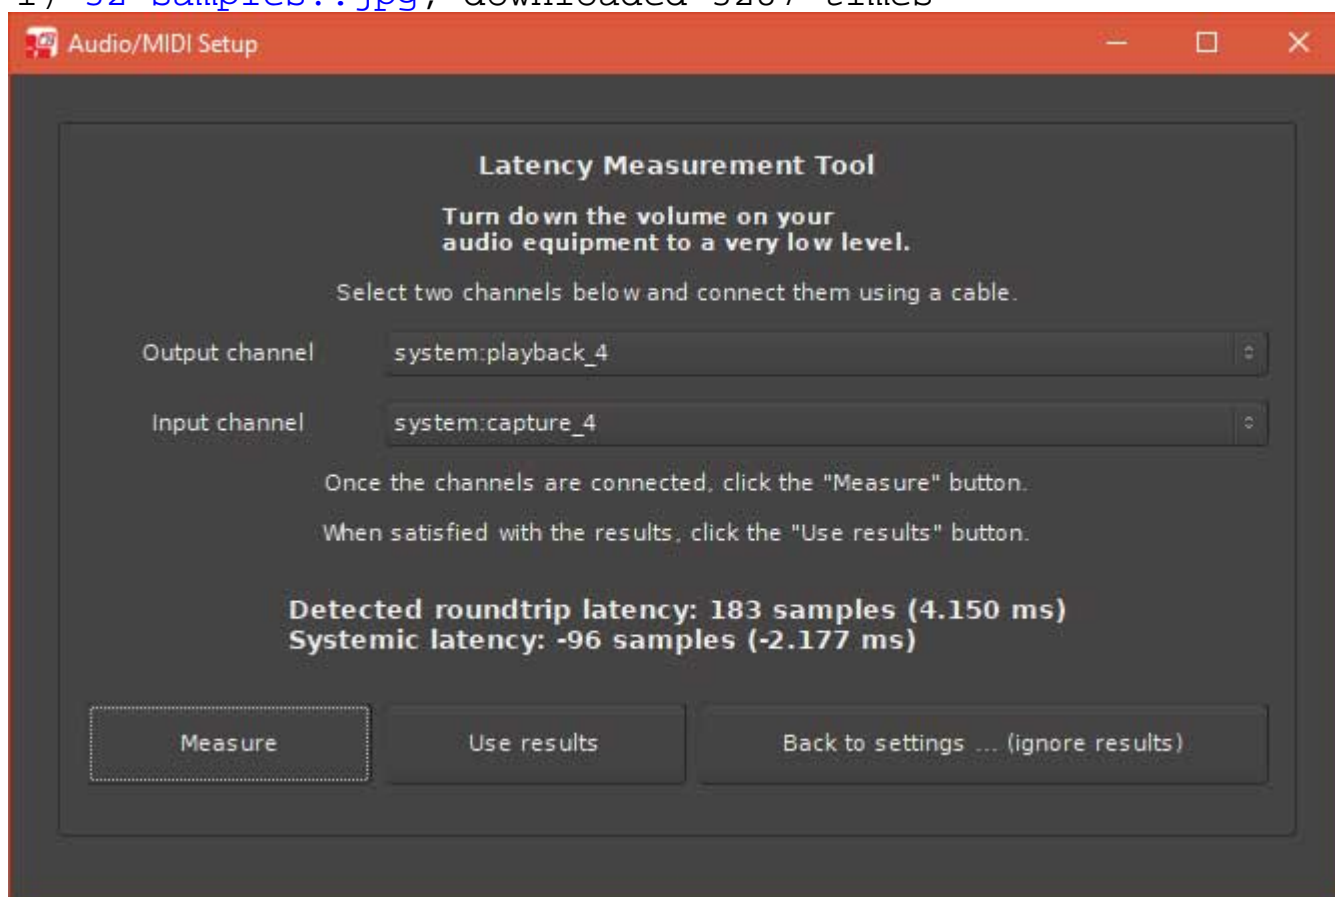 Audio/MIDI Setup
Latency Measurement Tool
Turn down the volume on your
audio equipment to a very low level.
Select two channels below and connect them using a cable.
Output channel system:playback_4
Input channel system:capture_4
Once the channels are connected, click the "Measure" button.
When satisfied with the results, click the "Use results" button.
Detected roundtrip latency: 183 samples (4.150 ms)
Systemic latency: -96 samples (-2.177 ms)
Measure Use results Back to settings ... (ignore results)